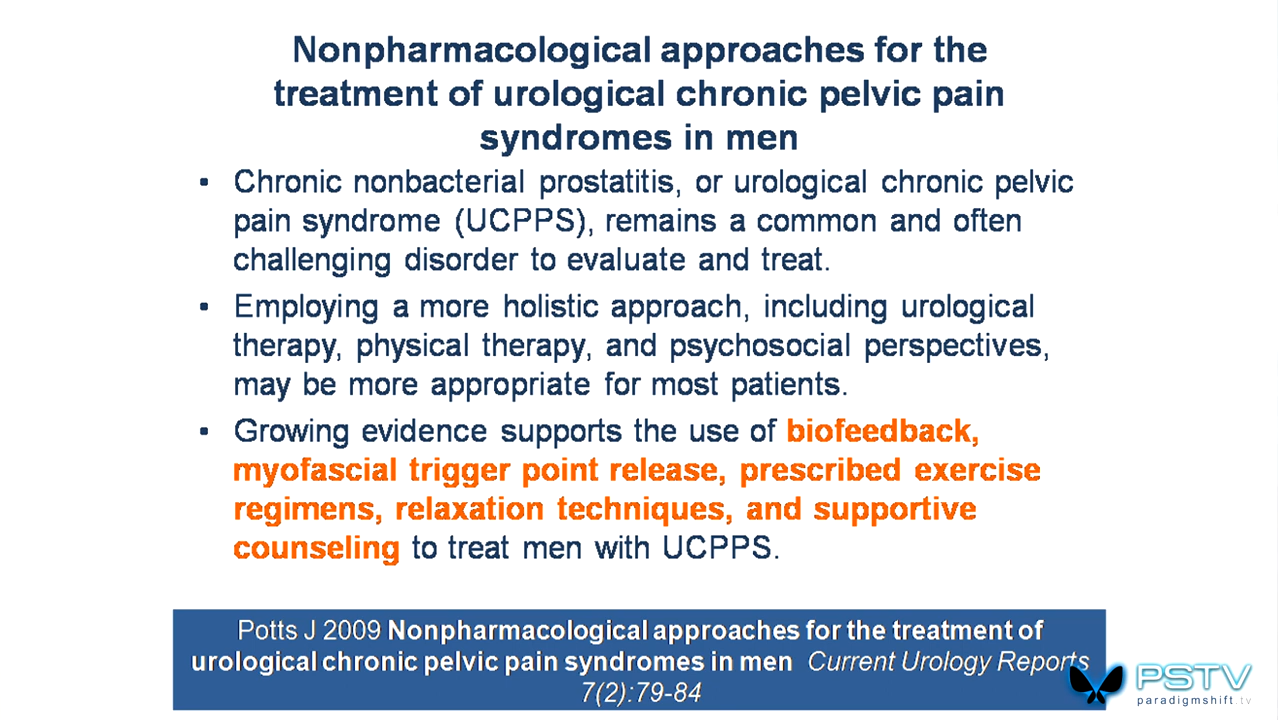 Nonpharmacological approaches for the
treatment of urological chronic pelvic pain
syndromes in men
▪ Chronic nonbacterial prostatitis, or urological chronic pelvic
pain syndrome (UCPPS), remains a common and often
challenging disorder to evaluate and treat.
▪ Employing a more holistic approach, including urological
therapy, physical therapy, and psychosocial perspectives,
may be more appropriate for most patients.
▪ Growing evidence supports the use of biofeedback,
myofascial trigger point release, prescribed exercise
regimens, relaxation techniques, and supportive
counseling to treat men with UCPPS.
Potts J 2009 Nonpharmacological approaches for the treatment of
urological chronic pelvic pain syndromes in men Current Urology Reports
7(2):79-84
PSTV
paradigmshift.tv